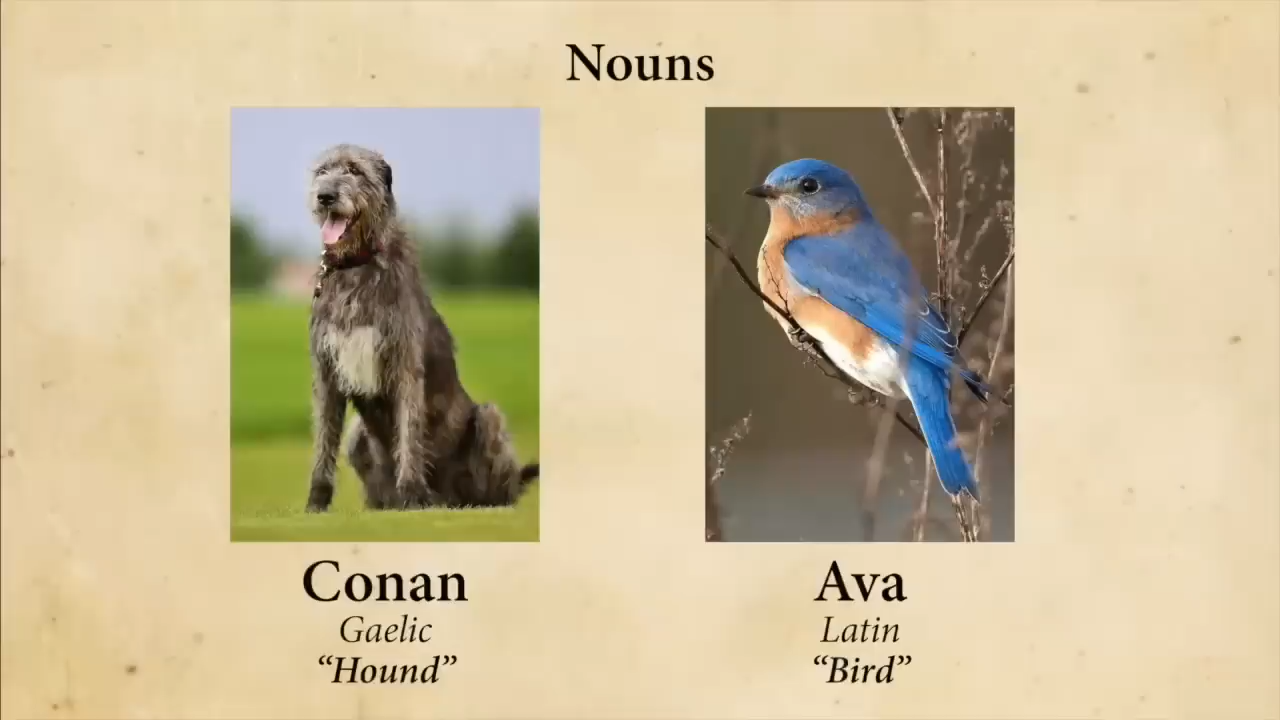 Nouns
Conan
Gaelic
“Hound”
Ava
Latin
“Bird”